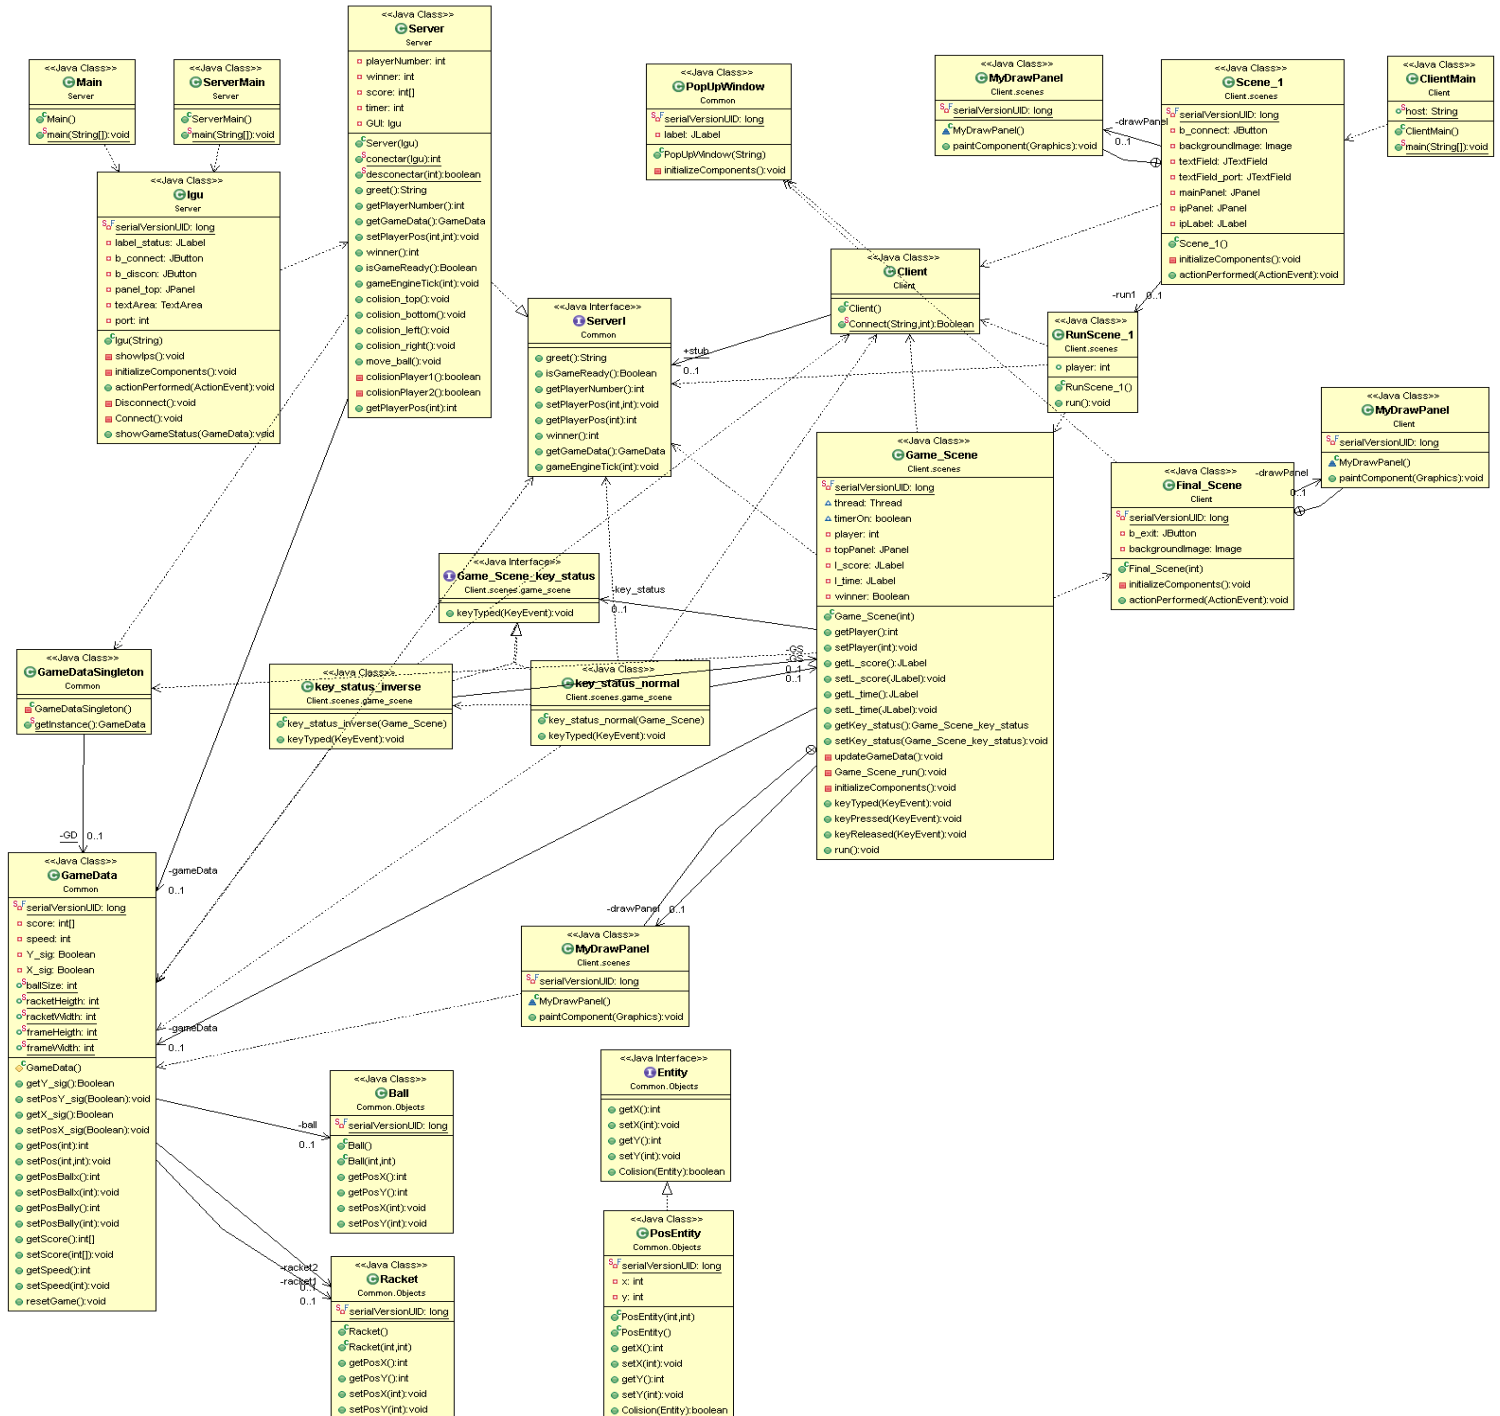 <<Java Class>>
Server
Server
playerNumber: int
winner: int
score: int[]
timer: int
GUI: Igu
Server(Igu)
conectar(Igu):int
desconectar(int):boolean
greet():String
getPlayerNumber():int
getGameData():GameData
setPlayerPos(int,int):void
winner():int
isGameReady():Boolean
gameEngineTick(int):void
colision_top():void
colision_bottom():void
colision_left():void
colision_right():void
move_ball():void
colisionPlayer1():boolean
colisionPlayer2():boolean
getPlayerPos(int):int
<<Java Class>>
Main
Server
Main()
main(String[]):void
<<Java Class>>
ServerMain
Server
ServerMain()
main(String[]):void
<<Java Class>>
Igu
Server
serialVersionUID: long
label_status: JLabel
b_connect: JButton
b_discon: JButton
panel_top: JPanel
textArea: TextArea
port: int
Igu(String)
showIps():void
initializeComponents():void
actionPerformed(ActionEvent):void
Disconnect():void
Connect():void
showGameStatus(GameData):void
<<Java Class>>
PopUpWindow
Common
serialVersionUID: long
label: JLabel
PopUpWindow(String)
initializeComponents():void
<<Java Class>>
MyDrawPanel
Client.scenes
serialVersionUID: long
MyDrawPanel()
paintComponent(Graphics):void
-drawPanel
0..1
<<Java Class>>
Scene_1
Client.scenes
serialVersionUID: long
b_connect: JButton
backgroundImage: Image
textField: JTextField
textField_port: JTextField
mainPanel: JPanel
ipPanel: JPanel
ipLabel: JLabel
Scene_1()
initializeComponents():void
actionPerformed(ActionEvent):void
<<Java Class>>
ClientMain
Client
host: String
ClientMain()
main(String[]):void
<<Java Class>>
Client
Client
Client()
Connect(String,int):Boolean
+stub
0..1
-run1
0..1
<<Java Class>>
RunScene_1
Client.scenes
player: int
RunScene_1()
run():void
<<Java Interface>>
ServerI
Common
greet():String
isGameReady():Boolean
getPlayerNumber():int
setPlayerPos(int,int):void
getPlayerPos(int):int
winner():int
getGameData():GameData
gameEngineTick(int):void
<<Java Class>>
MyDrawPanel
Client
serialVersionUID: long
MyDrawPanel()
paintComponent(Graphics):void
-drawPanel
0..1
<<Java Class>>
Final_Scene
Client
serialVersionUID: long
b_exit: JButton
backgroundImage: Image
Final_Scene(int)
initializeComponents():void
actionPerformed(ActionEvent):void
<<Java Class>>
Game_Scene
Client.scenes
serialVersionUID: long
thread: Thread
timerOn: boolean
player: int
topPanel: JPanel
l_score: JLabel
l_time: JLabel
winner: Boolean
Game_Scene(int)
getPlayer():int
setPlayer(int):void
getL_score():JLabel
setL_score(JLabel):void
getL_time():JLabel
setL_time(JLabel):void
getKey_status():Game_Scene_key_status
setKey_status(Game_Scene_key_status):void
updateGameData():void
Game_Scene_run():void
initializeComponents():void
keyTyped(KeyEvent):void
keyPressed(KeyEvent):void
keyReleased(KeyEvent):void
run():void
<<Java Interface>>
Game_Scene_key_status
Client.scenes.game_scene
keyTyped(KeyEvent):void
-key_status
0..1
-GS
-GS
0..1
0..1
<<Java Class>>
key_status_inverse
Client.scenes.game_scene
key_status_inverse(Game_Scene)
keyTyped(KeyEvent):void
<<Java Class>>
key_status_normal
Client.scenes.game_scene
key_status_normal(Game_Scene)
keyTyped(KeyEvent):void
<<Java Class>>
GameDataSingleton
Common
GameDataSingleton()
getInstance():GameData
-GD
0..1
<<Java Class>>
GameData
Common
serialVersionUID: long
score: int[]
speed: int
Y_sig: Boolean
X_sig: Boolean
ballSize: int
racketHeigth: int
racketWidth: int
frameHeigth: int
frameWidth: int
GameData()
getY_sig():Boolean
setPosY_sig(Boolean):void
getX_sig():Boolean
setPosX_sig(Boolean):void
getPos(int):int
setPos(int,int):void
getPosBallx():int
setPosBallx(int):void
getPosBally():int
setPosBally(int):void
getScore():int[]
setScore(int[]):void
getSpeed():int
setSpeed(int):void
resetGame():void
-gameData
0..1
-gameData
0..1
-drawPanel
0..1
<<Java Class>>
MyDrawPanel
Client.scenes
serialVersionUID: long
MyDrawPanel()
paintComponent(Graphics):void
-ball
0..1
<<Java Class>>
Ball
Common.Objects
serialVersionUID: long
Ball()
Ball(int,int)
getPosX():int
getPosY():int
setPosX(int):void
setPosY(int):void
-racket2
-racket1
0..1
0..1
<<Java Class>>
Racket
Common.Objects
serialVersionUID: long
Racket()
Racket(int,int)
getPosX():int
getPosY():int
setPosX(int):void
setPosY(int):void
<<Java Interface>>
Entity
Common.Objects
getX():int
setX(int):void
getY():int
setY(int):void
Colision(Entity):boolean
<<Java Class>>
PosEntity
Common.Objects
serialVersionUID: long
x: int
y: int
PosEntity(int,int)
PosEntity()
getX():int
setX(int):void
getY():int
setY(int):void
Colision(Entity):boolean